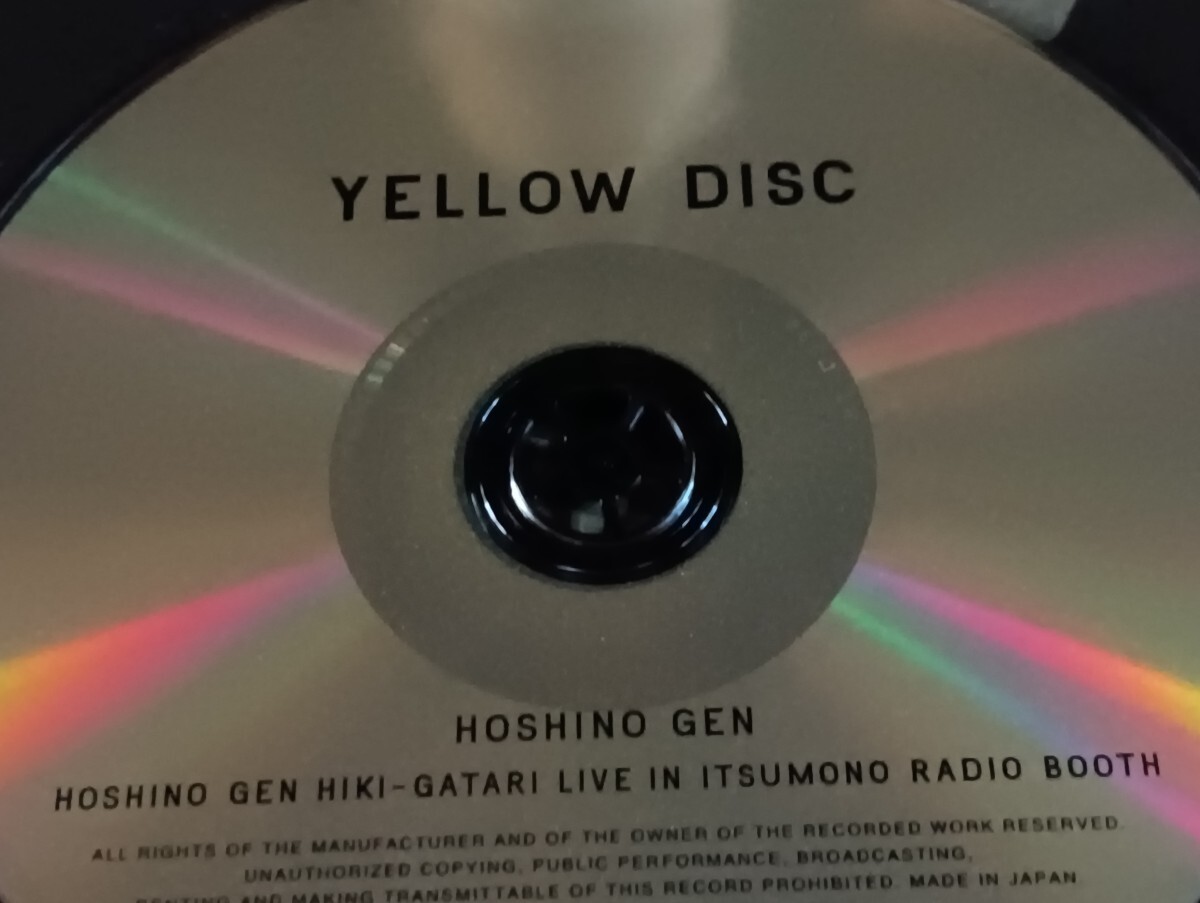 YELLOW DISC
HOSHINO GEN
HOSHINO GEN HIKI-GATARI LIVE IN ITSUMONO RADIO BOOTH
ALL RIGHTS OF THE MANUFACTURER AND OF THE OWNER OF THE RECORDED WORK RESERVED.
UNAUTHORIZED COPYING, PUBLIC PERFORMANCE, BROADCASTING,
RENTING AND MAKING TRANSMITTABLE OF THIS RECORD PROHIBITED. MADE IN JAPAN